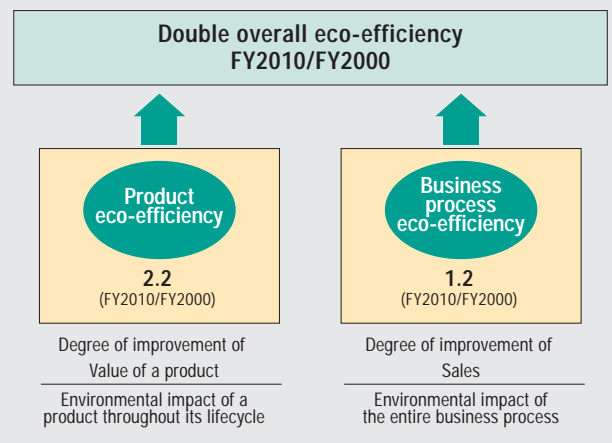 Double overall eco-efficiency
FY2010/FY2000
Product
eco-efficiency
2.2
(FY2010/FY2000)
Degree of improvement of
Value of a product
Environmental impact of a
product throughout its lifecycle
Business
process
eco-efficiency
1.2
(FY2010/FY2000)
Degree of improvement of
Sales
Environmental impact of
the entire business process